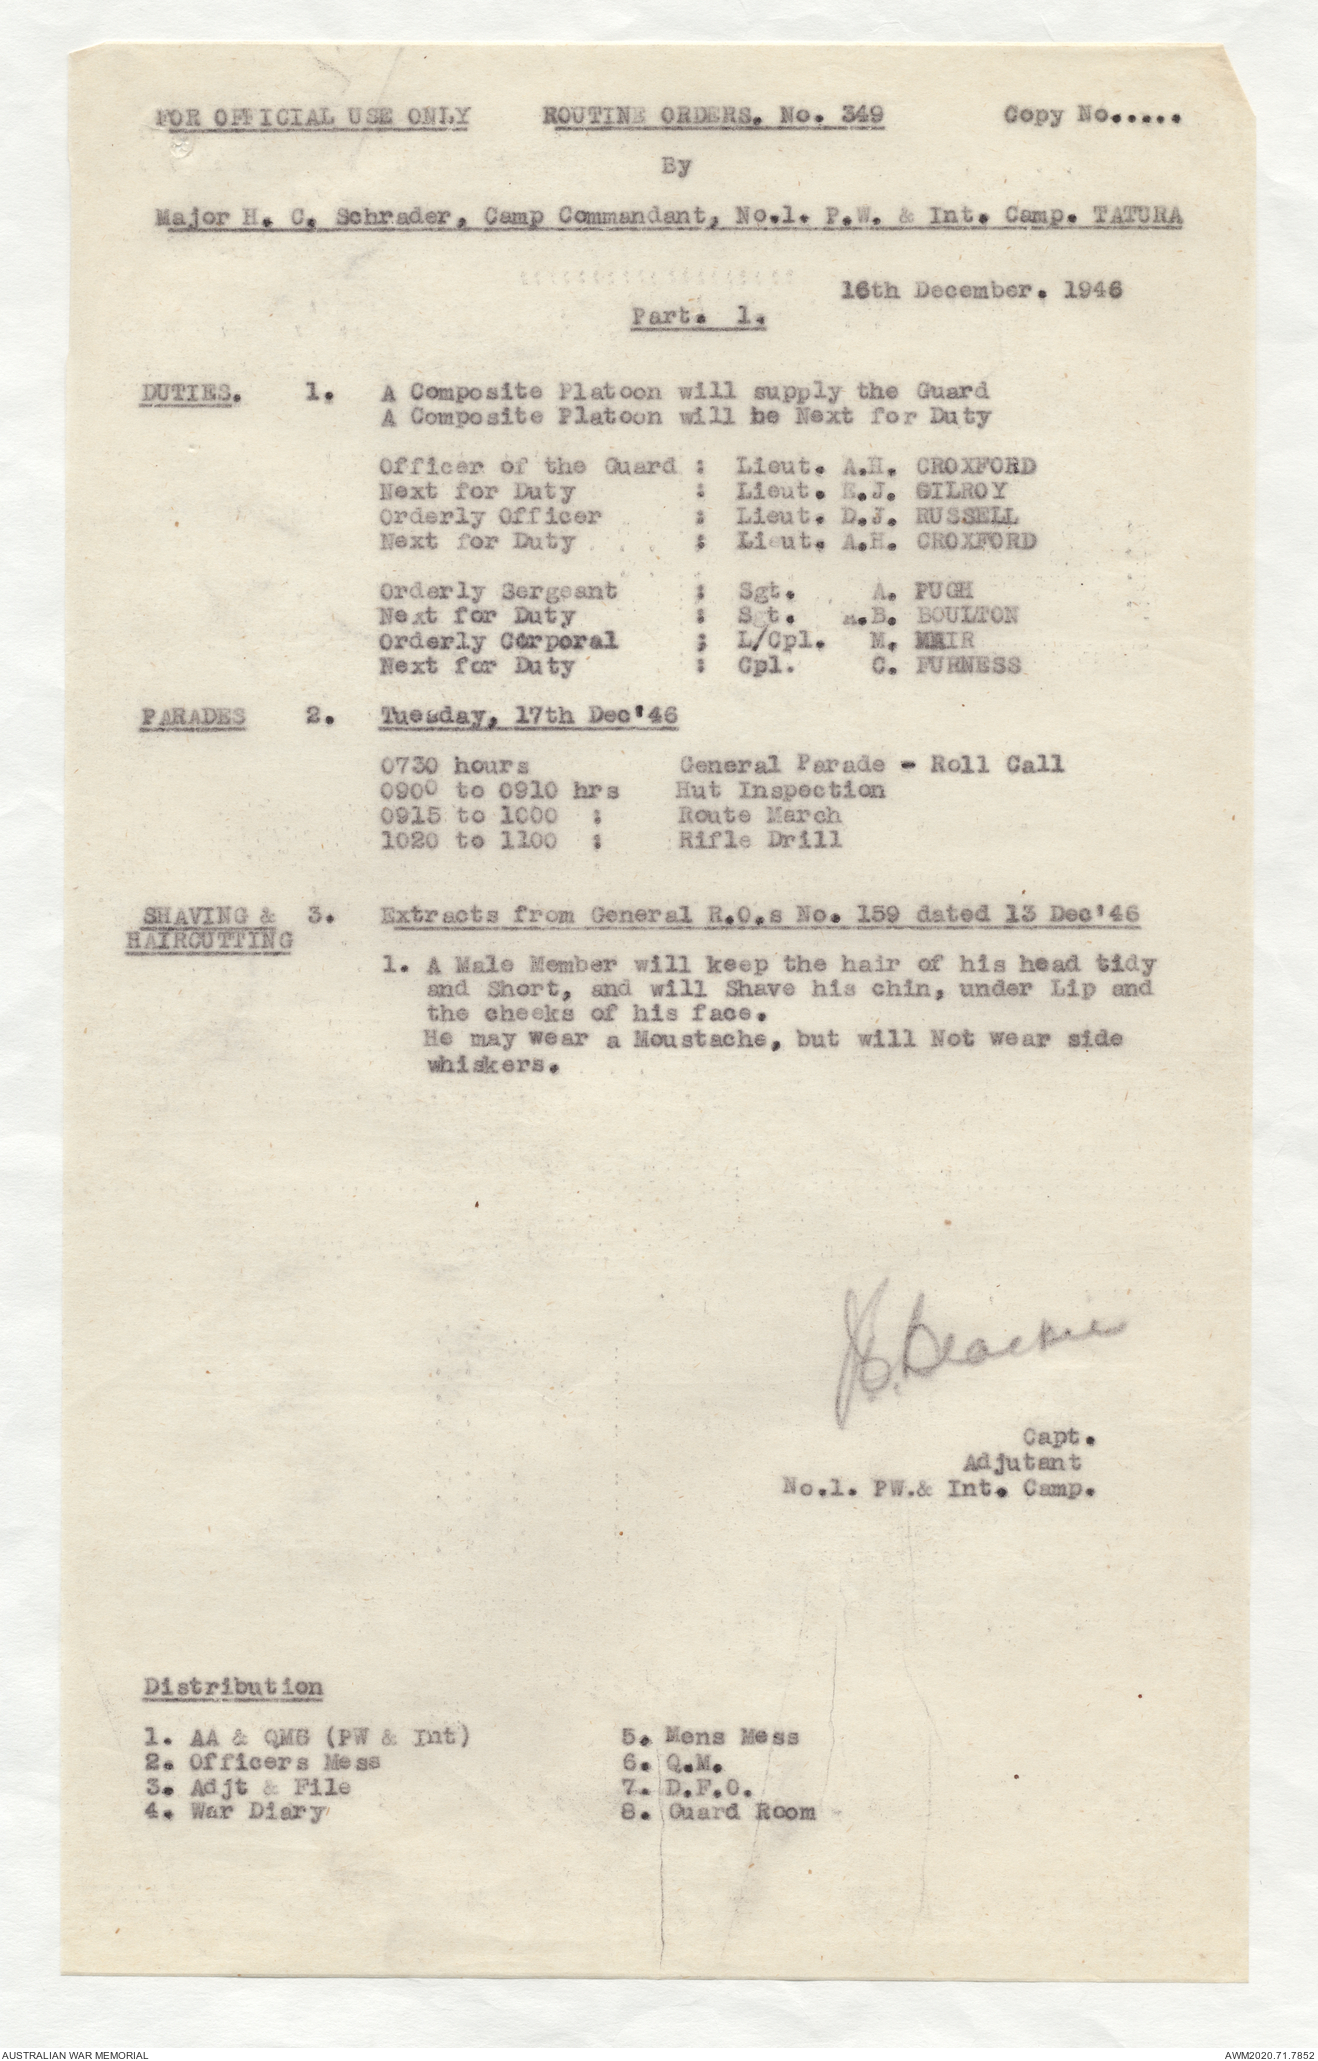 FOR OFFICIAL USE ONLY ROUTINE ORDERS. No. 349 Copy No.....
By
Major H. C. Schrader, Camp Commandant, No.1. P.W. & Int. Camp. TATURA
16th December. 1946
Part. 1.
DUTIES. 1. A Composite Platoon will supply the Guard
A Composite Platoon will be Next for Duty
Officer of the Guard : Lieut. A.H. CROXFORD
Next for Duty : Lieut. E.J. GILROY
Orderly Officer : Lieut. D.J. RUSSELL
Next for Duty : Lieut. A.H. CROXFORD
Orderly Sergeant : Sgt. A. PUGH
Next for Duty : Sgt. B. BOULTON
Orderly Corporal ; L/Cpl. M. MUIR
Next for Duty : Cpl. C. FURNESS
PARADES 2. Tuesday, 17th Dec'46
0730 hours General Parade - Roll Call
0900 to 0910 hrs Hut Inspection
0915 to 1000 : Route March
1020 to 1100 : Rifle Drill
SHAVING & 3. Extracts from General R.O.s No. 159 dated 13 Dec'46
HAIRCUTTING
1. A Male Member will keep the hair of his head tidy
and Short, and will Shave his chin, under Lip and
the cheeks of his face.
He may wear a Moustache, but will Not wear side
whiskers.
Capt.
Adjutant
No.1. PW.& Int. Camp.
Distribution
1. AA & QMG (PW & Int) 5. Mens Mess
2. Officers Mess 6. Q.M.
3. Adjt & File 7. D.F.O.
4. War Diary 8. Guard Room
AUSTRALIAN WAR MEMORIAL AWM2020.71.7852